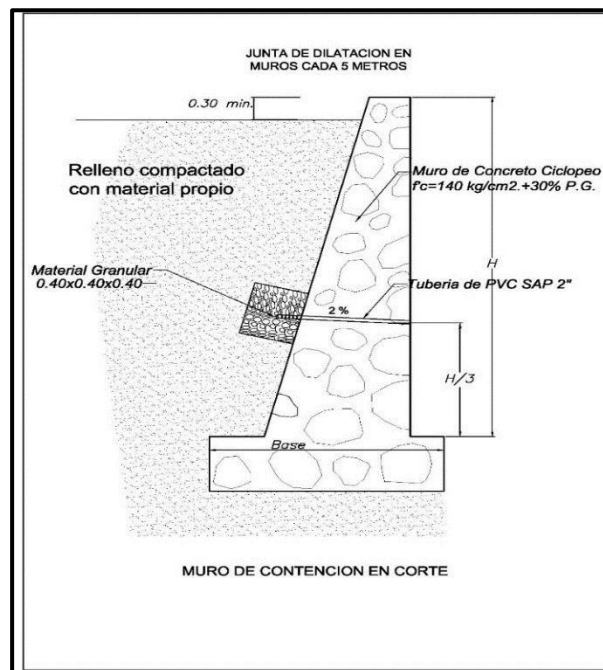 JUNTA DE DILATACION EN
MUROS CADA 5 METROS
0.30 min.
Relleno compactado
con material propio
Muro de Concreto Ciclopeo
f'c=140 kg/cm2.+30% P.G.
H
Material Granular
0.40x0.40x0.40
Tuberia de PVC SAP 2"
2 %
H/3
Base
MURO DE CONTENCION EN CORTE